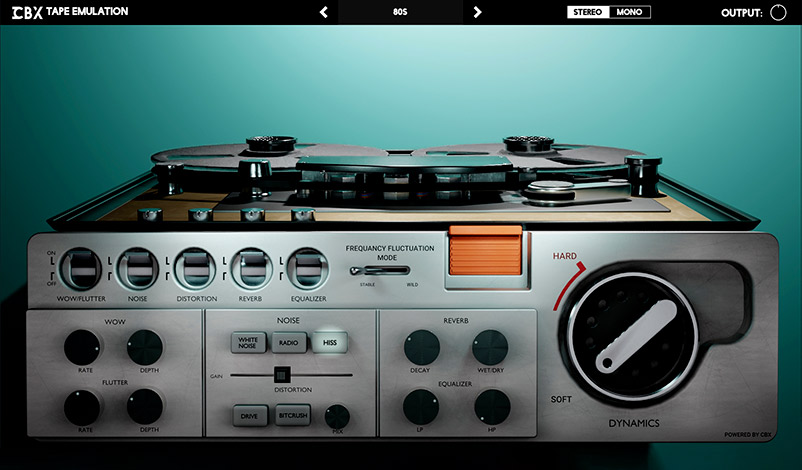 CBX TAPE EMULATION
80S
STEREO MONO
OUTPUT:
ON
OFF
WOW/FLUTTER NOISE DISTORTION REVERB EQUALIZER
FREQUANCY FLUCTUATION
MODE
STABLE WILD
HARD
WOW
RATE DEPTH
FLUTTER
RATE DEPTH
NOISE
WHITE
NOISE
RADIO
HISS
GAIN
DISTORTION
DRIVE BITCRUSH MIX
REVERB
DECAY WET/DRY
EQUALIZER
LP HP
SOFT
DYNAMICS
POWERED BY CBX